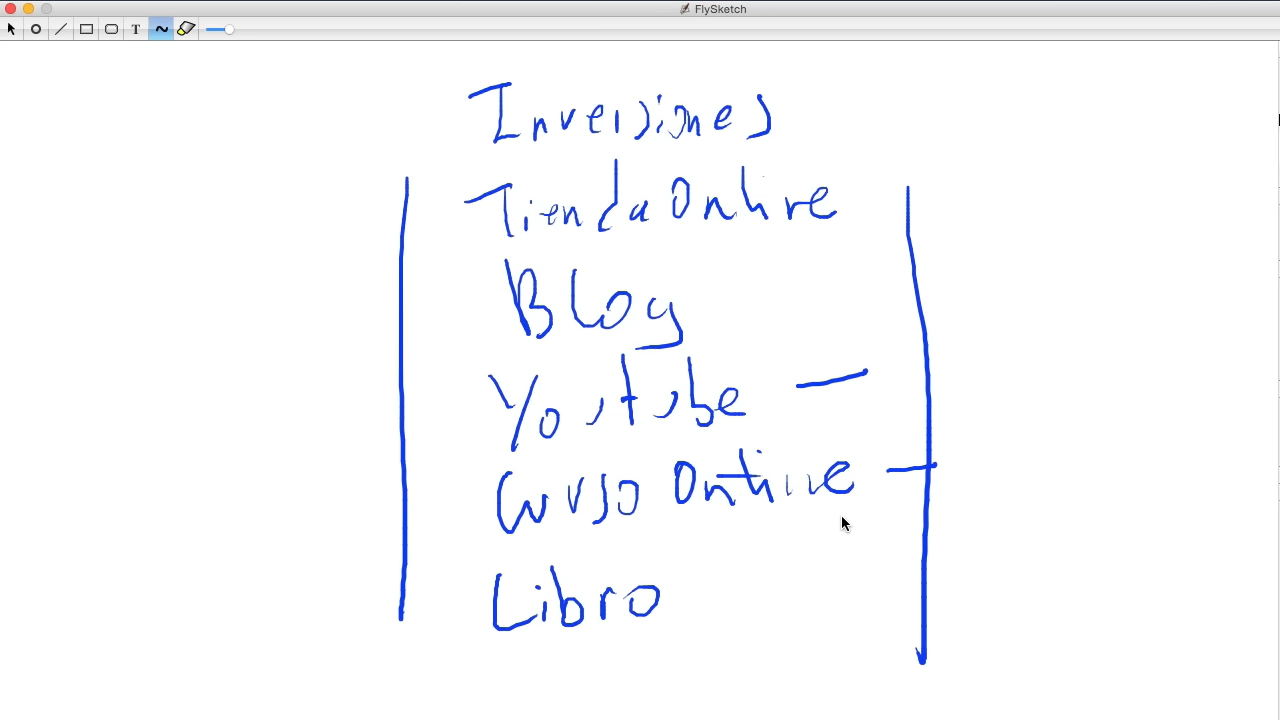 FlySketch
T
Inversiones
Tienda Online
Blog
Youtube
Curso Online
Libro